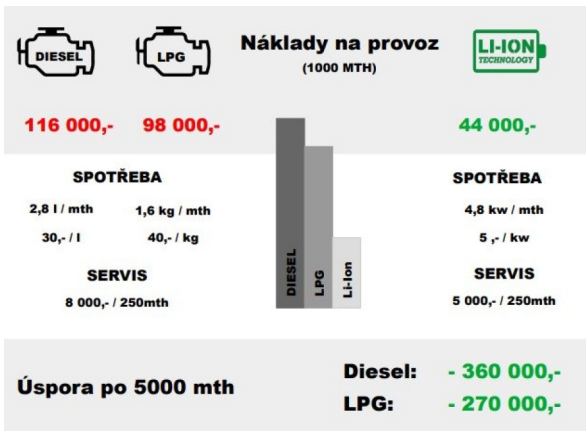 DIESEL
LPG
Náklady na provoz
(1000 MTH)
LI-ION
TECHNOLOGY
116 000,-
98 000,-
44 000,-
SPOTŘEBA
2,8 l / mth
1,6 kg / mth
30,- / l
40,- / kg
SERVIS
8 000,- / 250mth
DIESEL
LPG
Li-Ion
SPOTŘEBA
4,8 kw / mth
5 ,- / kw
SERVIS
5 000,- / 250mth
Úspora po 5000 mth
Diesel: - 360 000,-
LPG: - 270 000,-